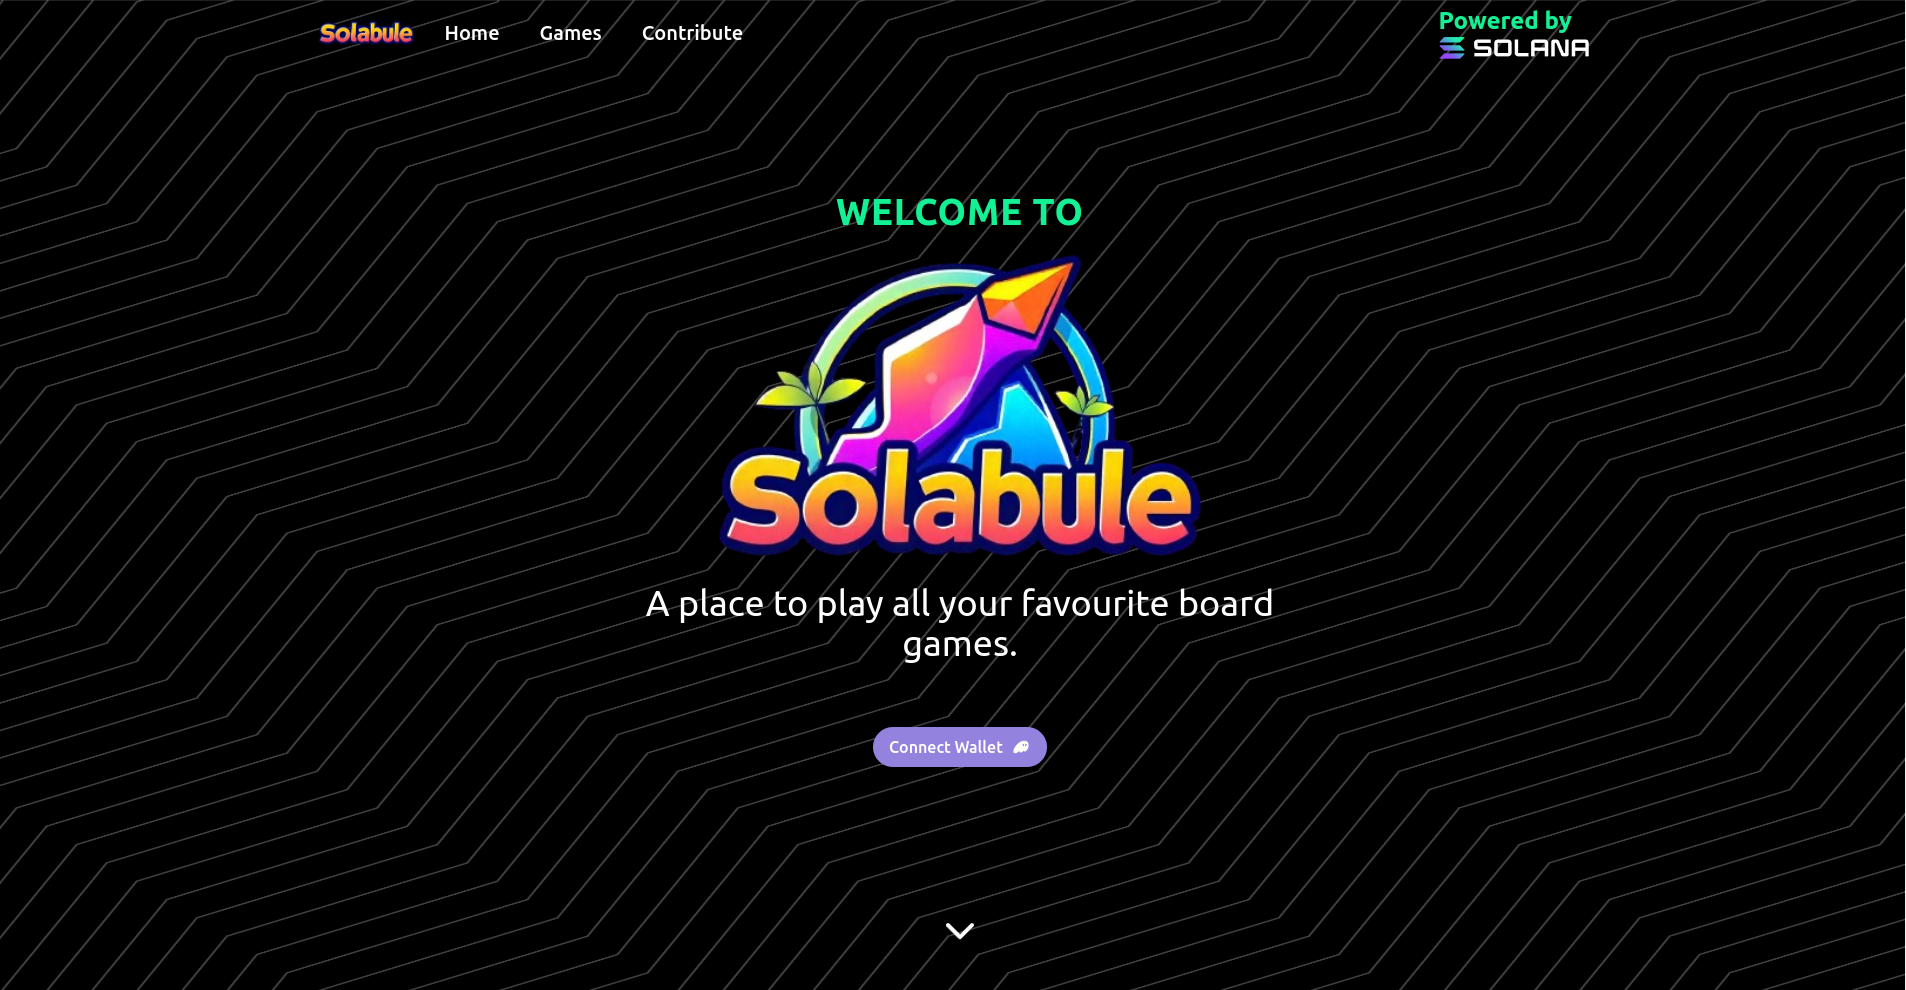 Solabule Home Games Contribute
Powered by
SOLANA
WELCOME TO
Solabule
A place to play all your favourite board
games.
Connect Wallet